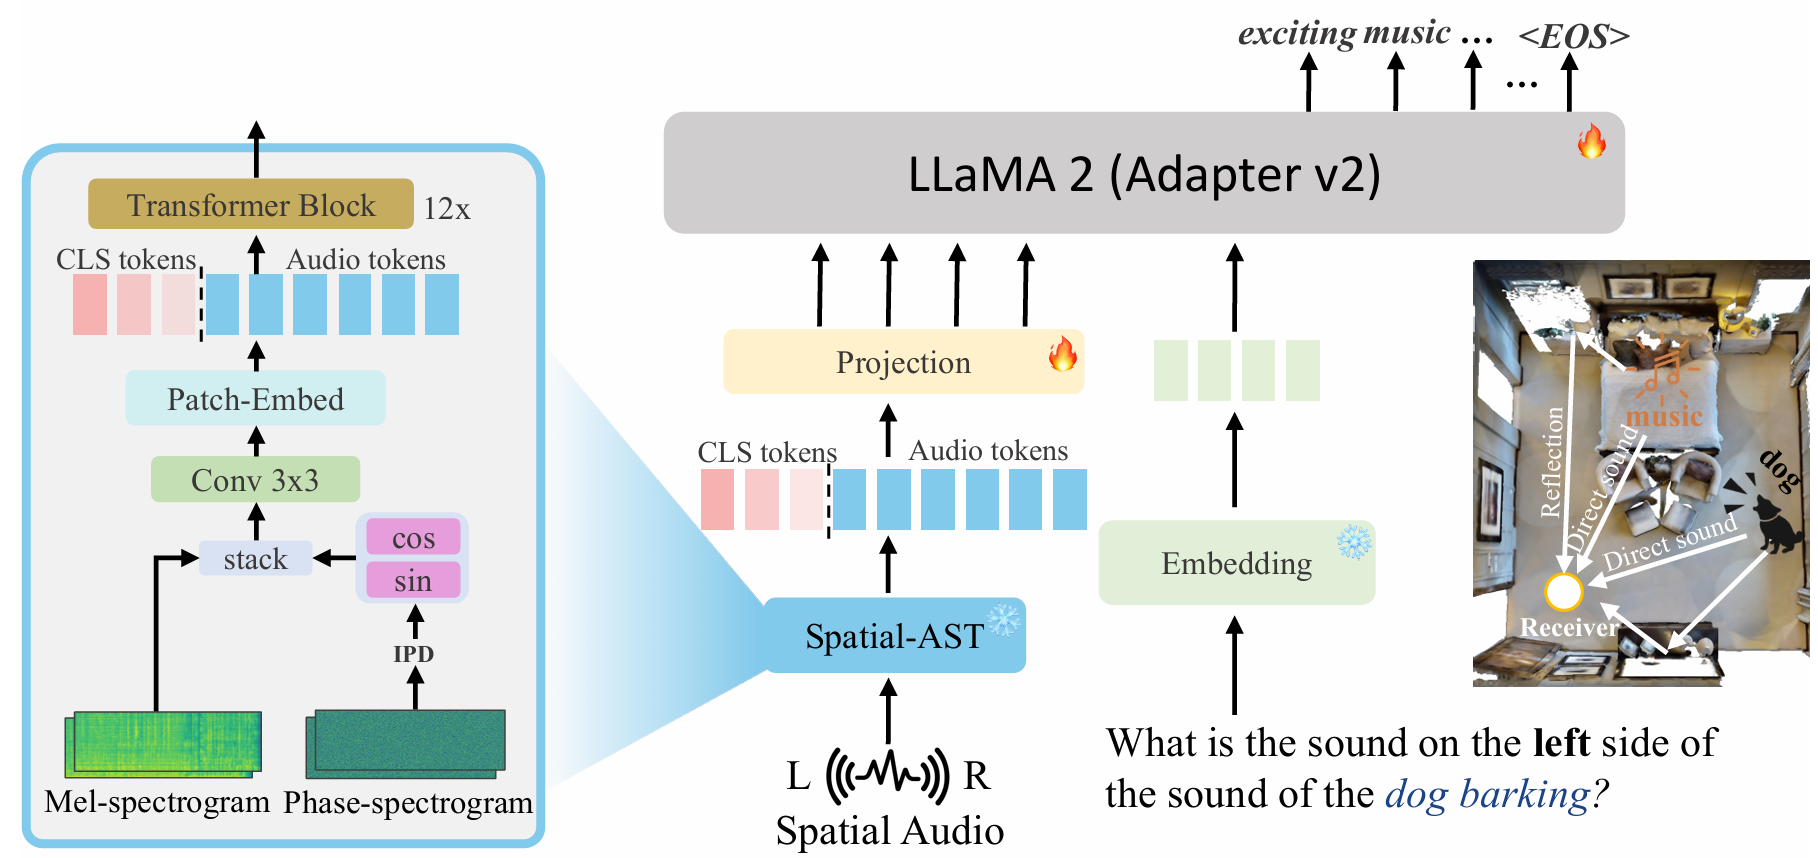 exciting music ... <EOS>
...
LLaMA 2 (Adapter v2)
Transformer Block 12x
CLS tokens Audio tokens
Patch-Embed
Conv 3x3
stack
cos
sin
IPD
Mel-spectrogram Phase-spectrogram
Projection
CLS tokens Audio tokens
Spatial-AST
L R
Spatial Audio
Embedding
What is the sound on the left side of
the sound of the dog barking?
music
dog
Reflection
Direct sound
Direct sound
Receiver